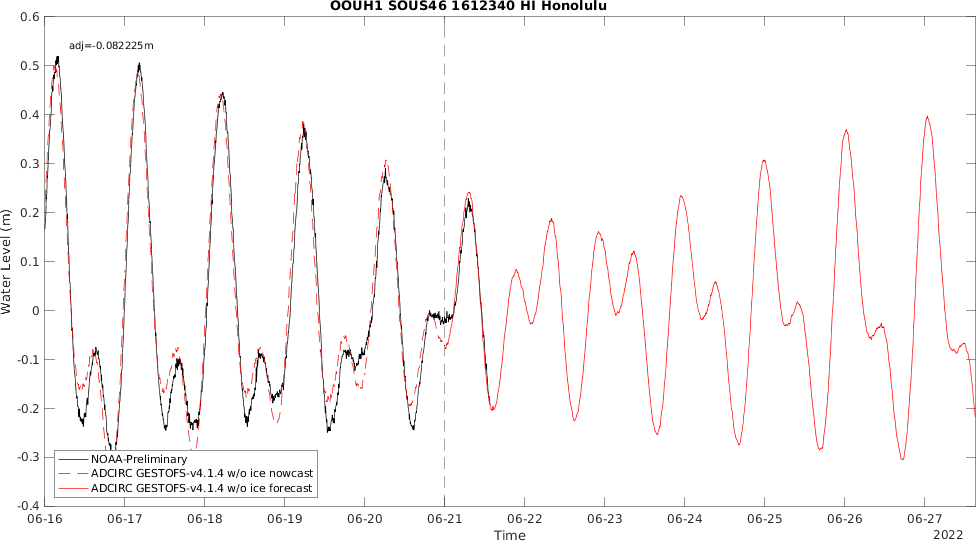 OOUH1 SOUS46 1612340 HI Honolulu
adj=-0.082225m
Water Level (m)
0.6
0.5
0.4
0.3
0.2
0.1
0
-0.1
-0.2
-0.3
-0.4
NOAA-Preliminary
ADCIRC GESTOFS-v4.1.4 w/o ice nowcast
ADCIRC GESTOFS-v4.1.4 w/o ice forecast
06-16 06-17 06-18 06-19 06-20 06-21 06-22 06-23 06-24 06-25 06-26 06-27
Time
2022